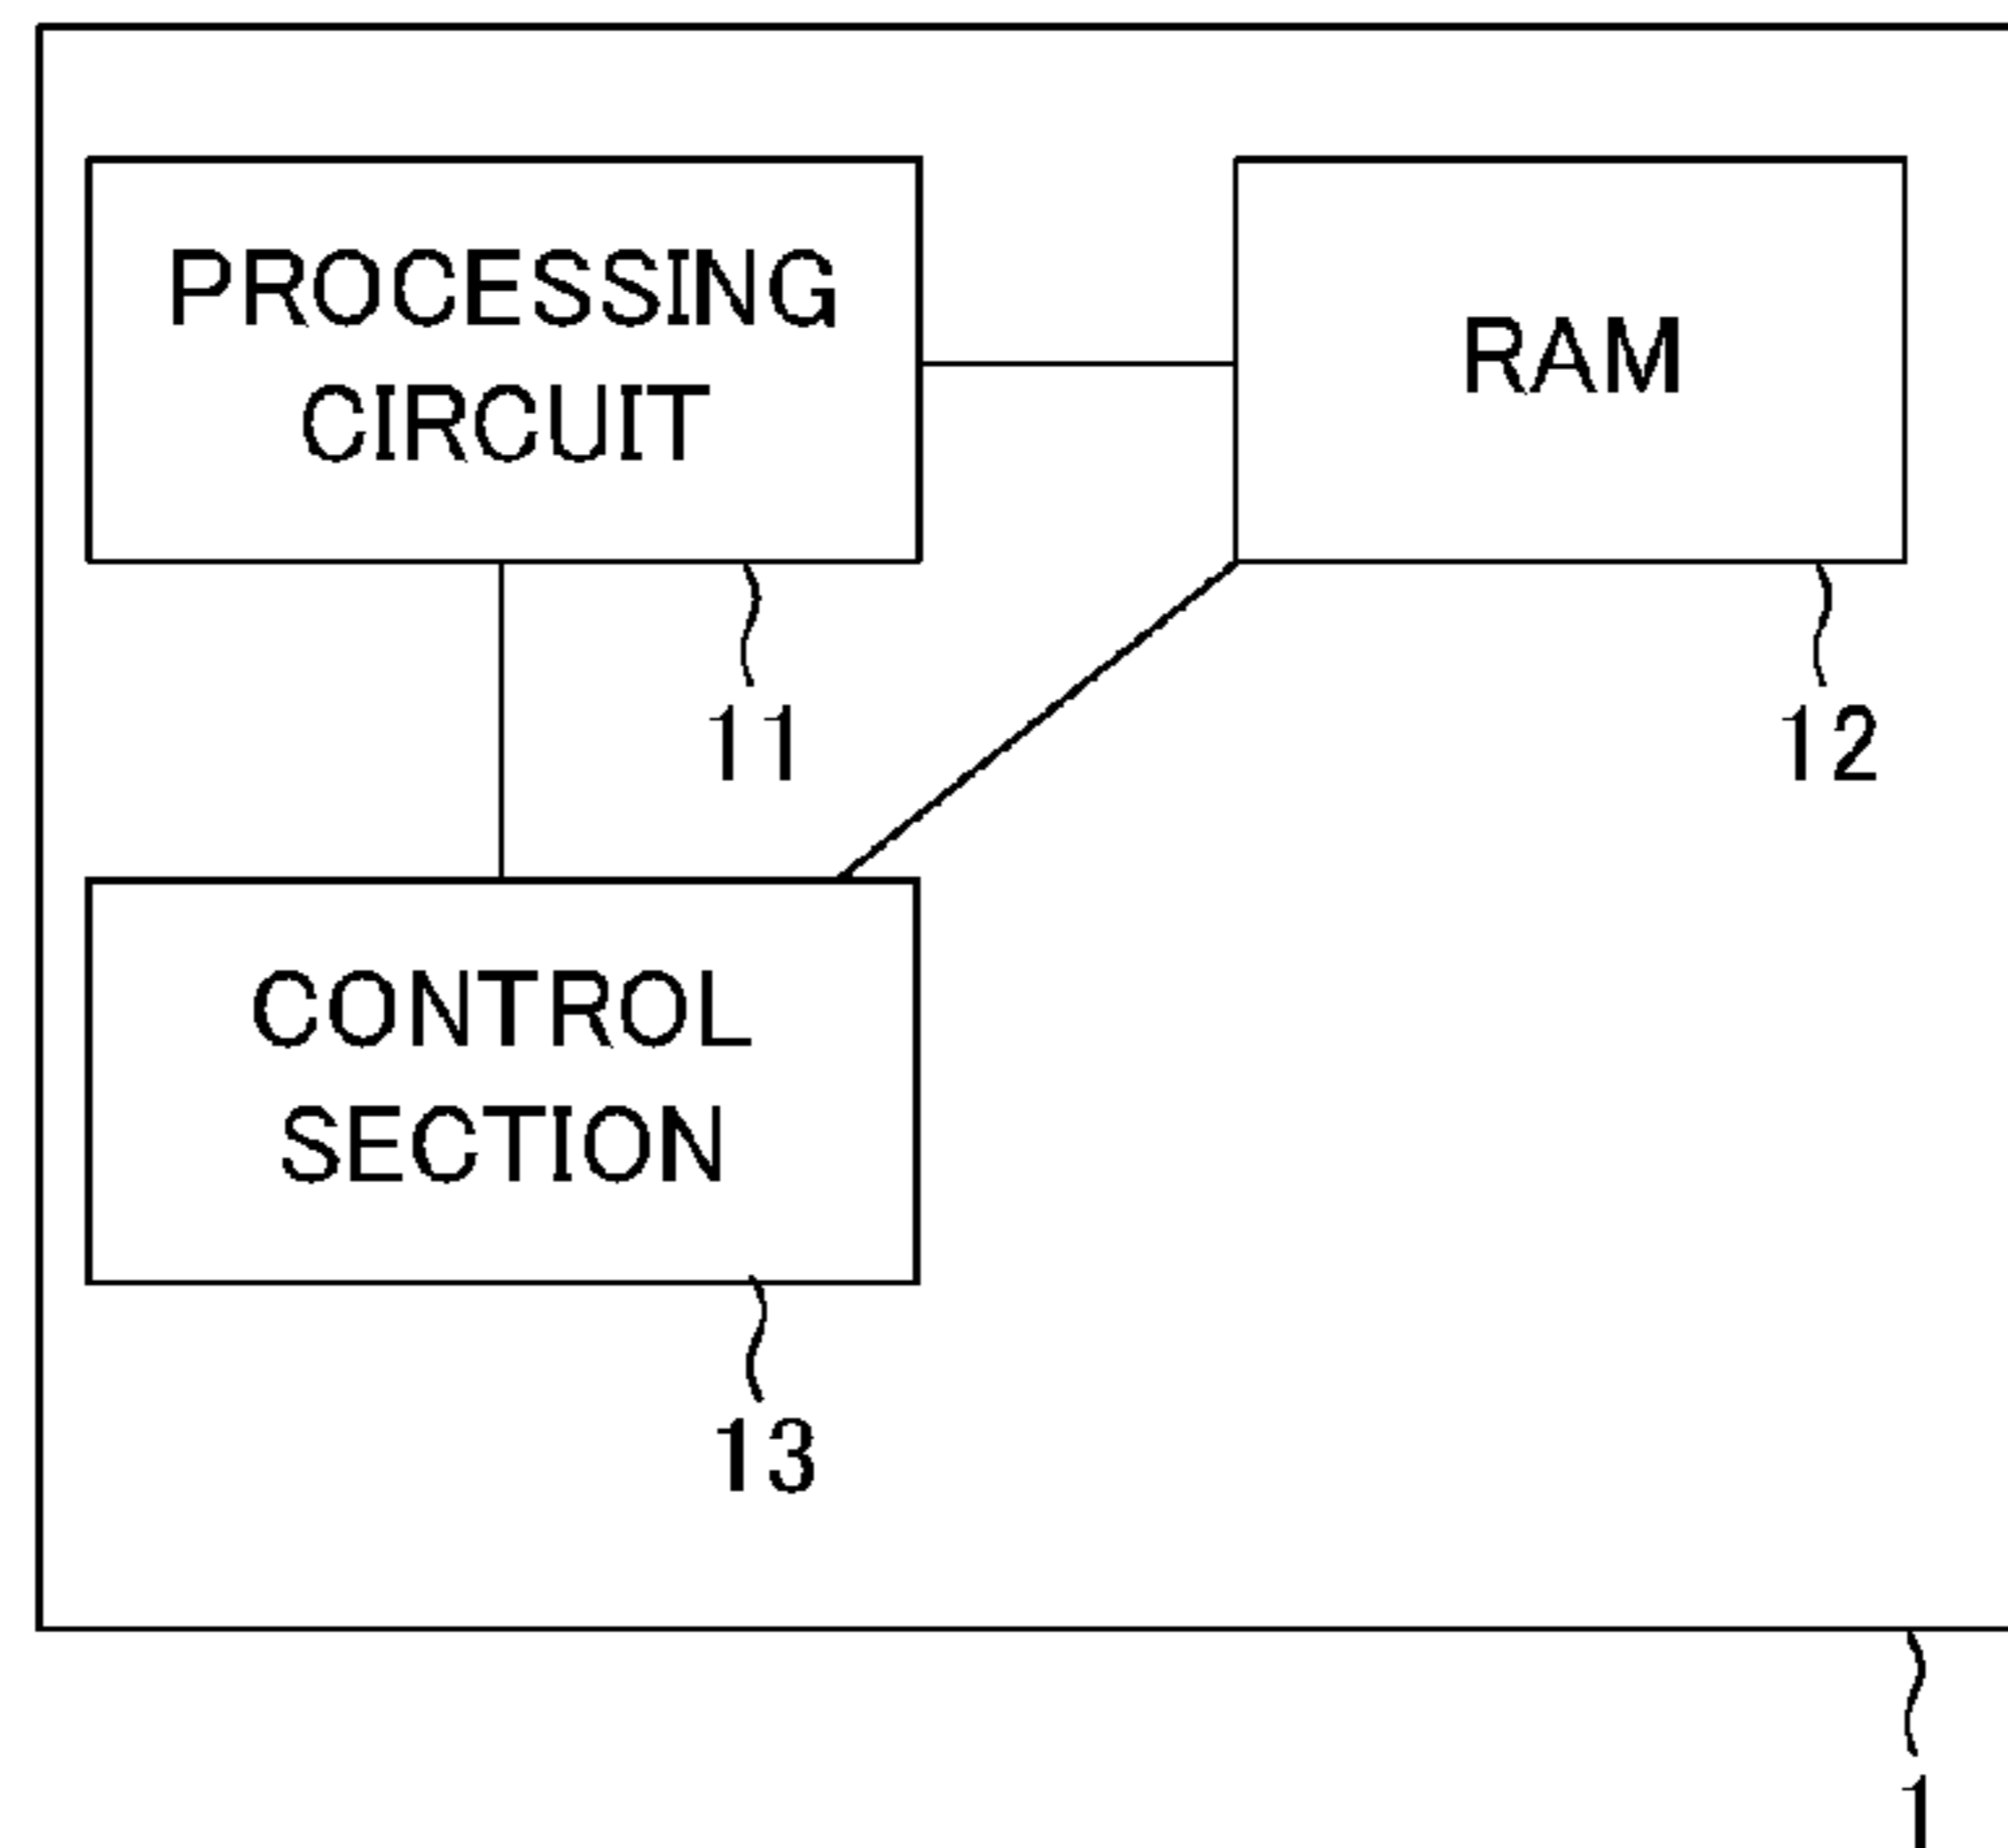 PROCESSING
CIRCUIT
RAM
11
12
CONTROL
SECTION
13
1